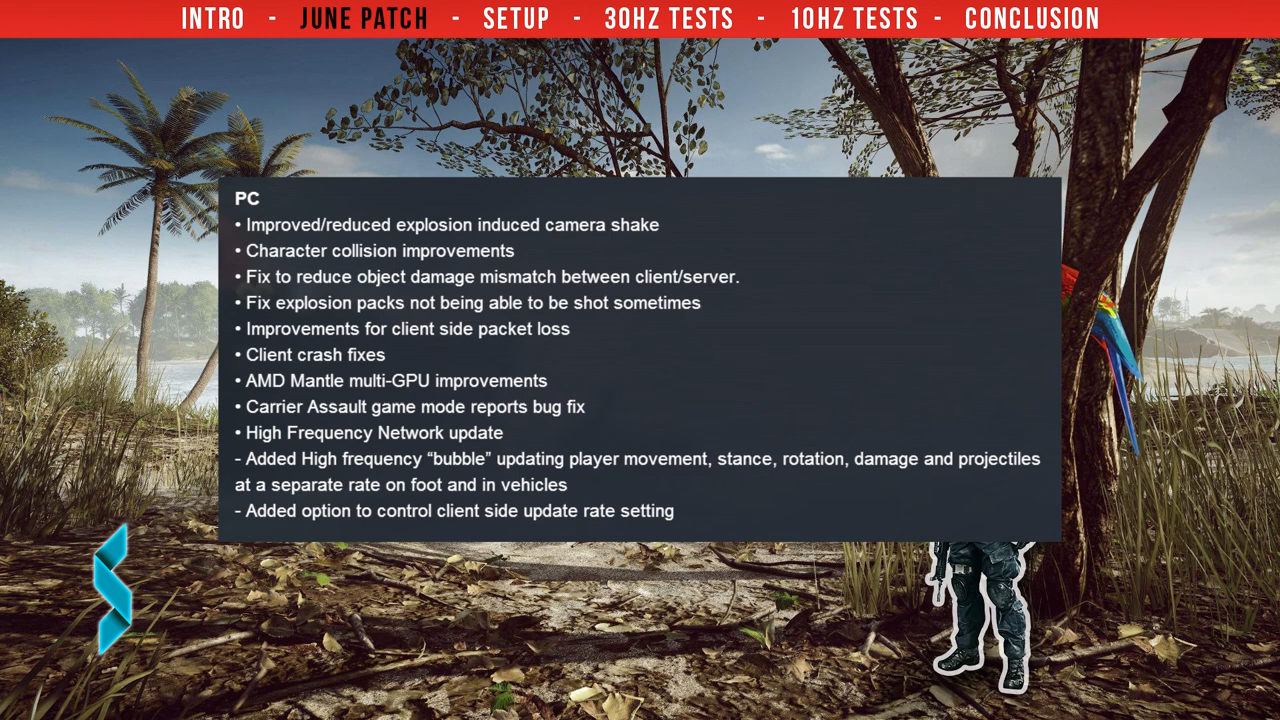 INTRO - JUNE PATCH - SETUP - 30HZ TESTS - 10HZ TESTS - CONCLUSION
PC
• Improved/reduced explosion induced camera shake
• Character collision improvements
• Fix to reduce object damage mismatch between client/server.
• Fix explosion packs not being able to be shot sometimes
• Improvements for client side packet loss
• Client crash fixes
• AMD Mantle multi-GPU improvements
• Carrier Assault game mode reports bug fix
• High Frequency Network update
- Added High frequency “bubble” updating player movement, stance, rotation, damage and projectiles
at a separate rate on foot and in vehicles
- Added option to control client side update rate setting